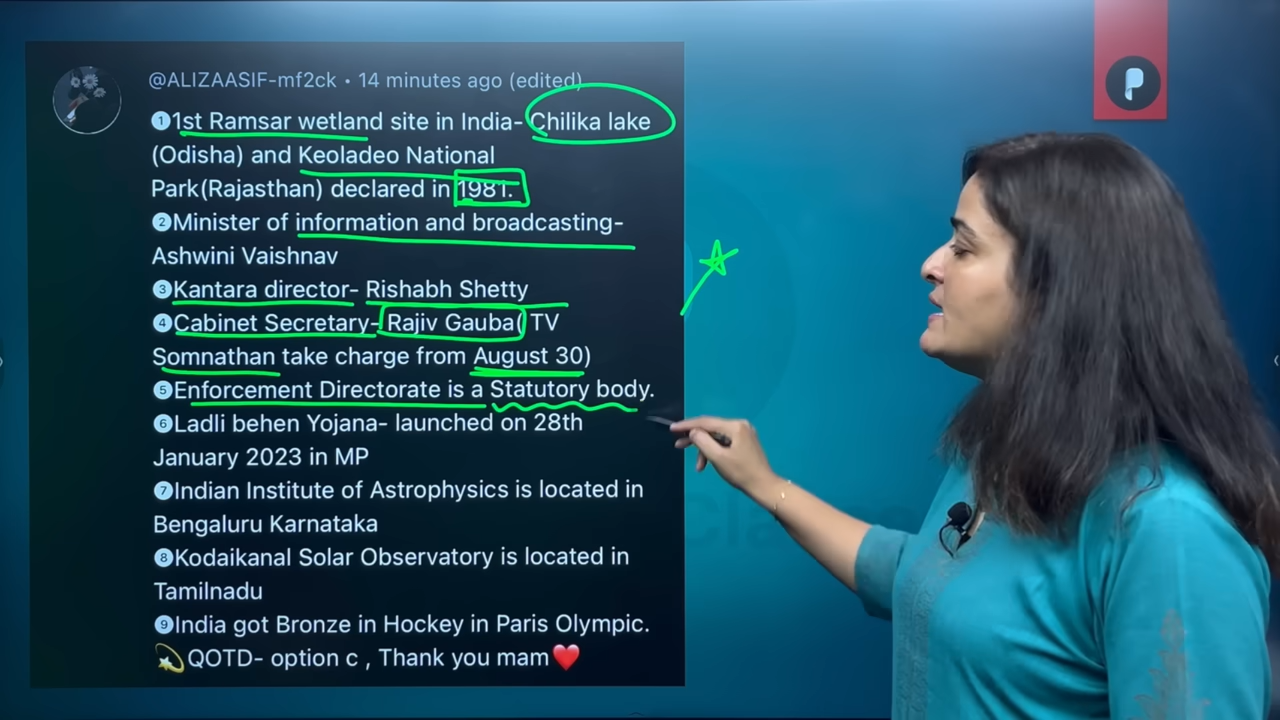 @ALIZAASIF-mf2ck • 14 minutes ago (edited)
❶1st Ramsar wetland site in India- Chilika lake
(Odisha) and Keoladeo National
Park(Rajasthan) declared in 1981.
❷Minister of information and broadcasting-
Ashwini Vaishnav
❸Kantara director- Rishabh Shetty
❹Cabinet Secretary- Rajiv Gauba( TV
Somnathan take charge from August 30)
❺Enforcement Directorate is a Statutory body.
❻Ladli behen Yojana- launched on 28th
January 2023 in MP
❼Indian Institute of Astrophysics is located in
Bengaluru Karnataka
❽Kodaikanal Solar Observatory is located in
Tamilnadu
❾India got Bronze in Hockey in Paris Olympic.
💫QOTD- option c , Thank you mam❤️